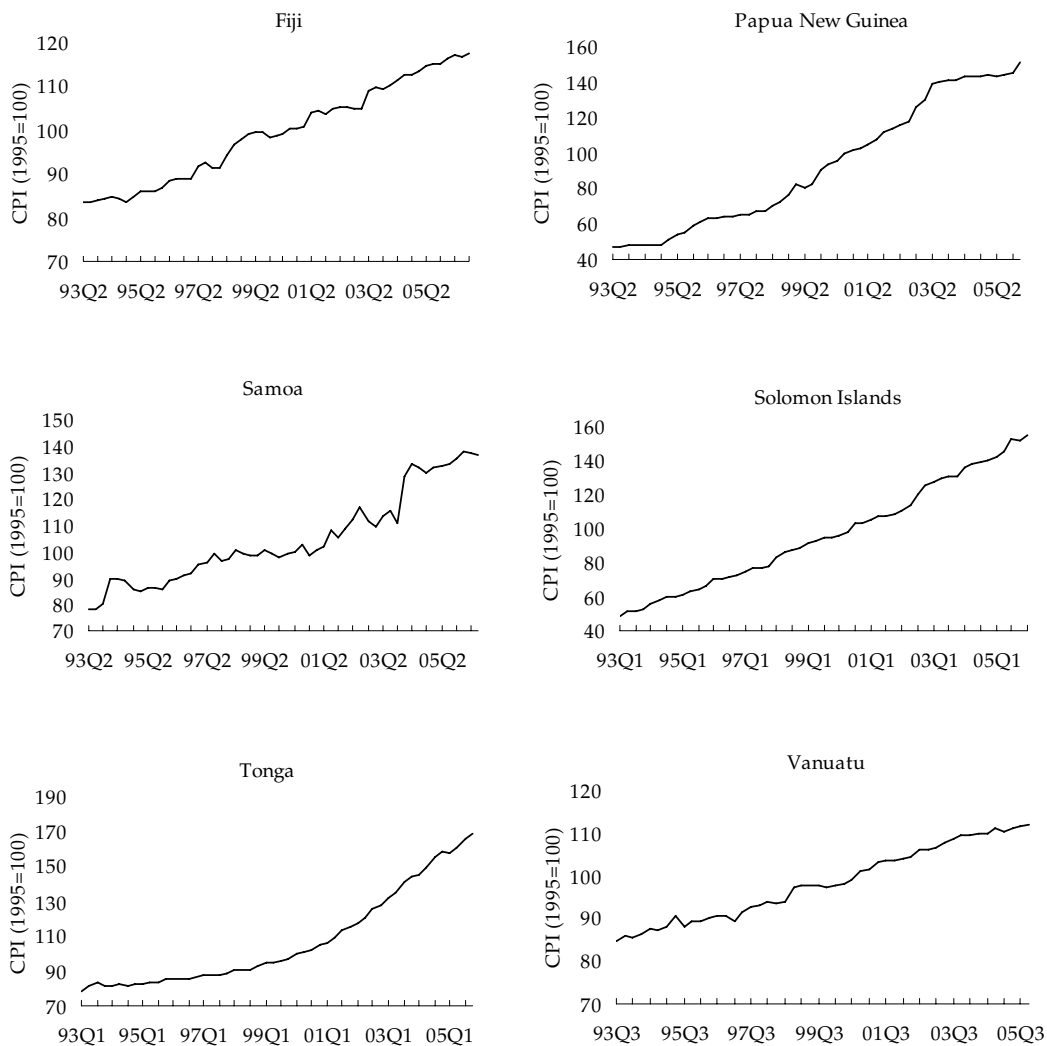 Fiji
CPI (1995=100)
120
110
100
90
80
70
93Q2 95Q2 97Q2 99Q2 01Q2 03Q2 05Q2
Papua New Guinea
CPI (1995=100)
160
140
120
100
80
60
40
93Q2 95Q2 97Q2 99Q2 01Q2 03Q2 05Q2
Samoa
CPI (1995=100)
150
140
130
120
110
100
90
80
70
93Q2 95Q2 97Q2 99Q2 01Q2 03Q2 05Q2
Solomon Islands
CPI (1995=100)
160
140
120
100
80
60
40
93Q1 95Q1 97Q1 99Q1 01Q1 03Q1 05Q1
Tonga
CPI (1995=100)
190
170
150
130
110
90
70
93Q1 95Q1 97Q1 99Q1 01Q1 03Q1 05Q1
Vanuatu
CPI (1995=100)
120
110
100
90
80
70
93Q3 95Q3 97Q3 99Q3 01Q3 03Q3 05Q3